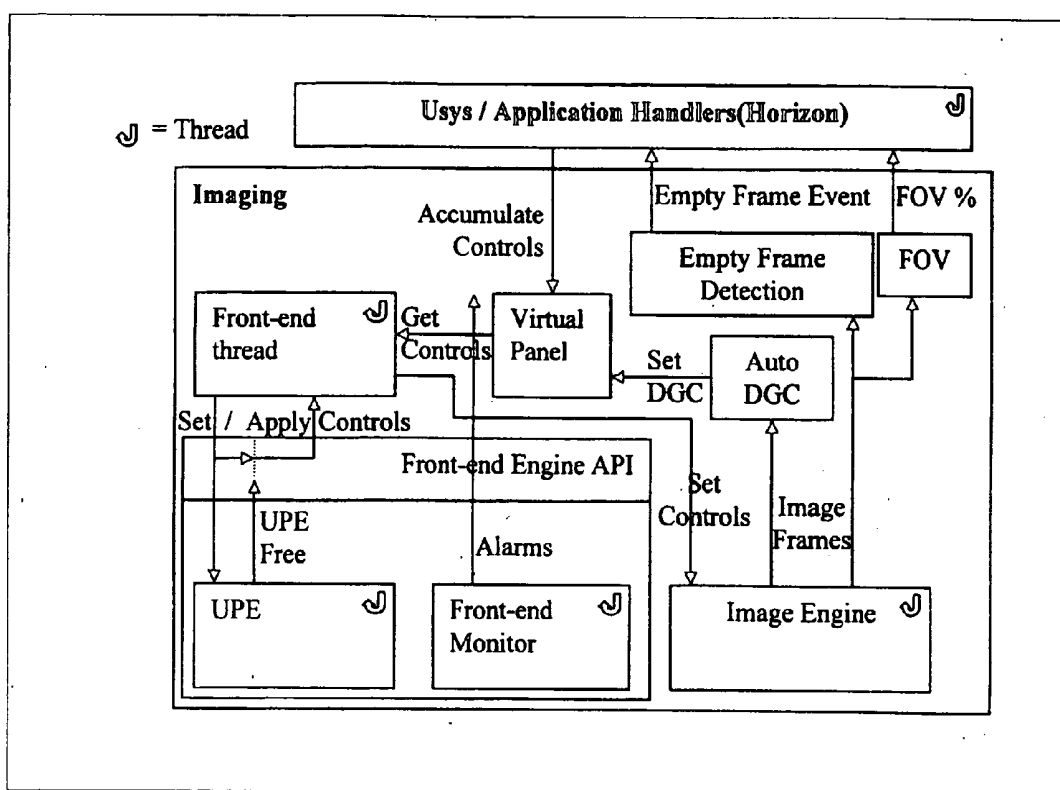 Usys / Application Handlers(Horizon)
= Thread
Imaging
Accumulate
Controls
Empty Frame Event
FOV %
Empty Frame
Detection
FOV
Front-end
thread
Get
Controls
Virtual
Panel
Set
DGC
Auto
DGC
Set / Apply Controls
Front-end Engine API
Set
Controls
Image
Frames
UPE
Free
Alarms
UPE
Front-end
Monitor
Image Engine